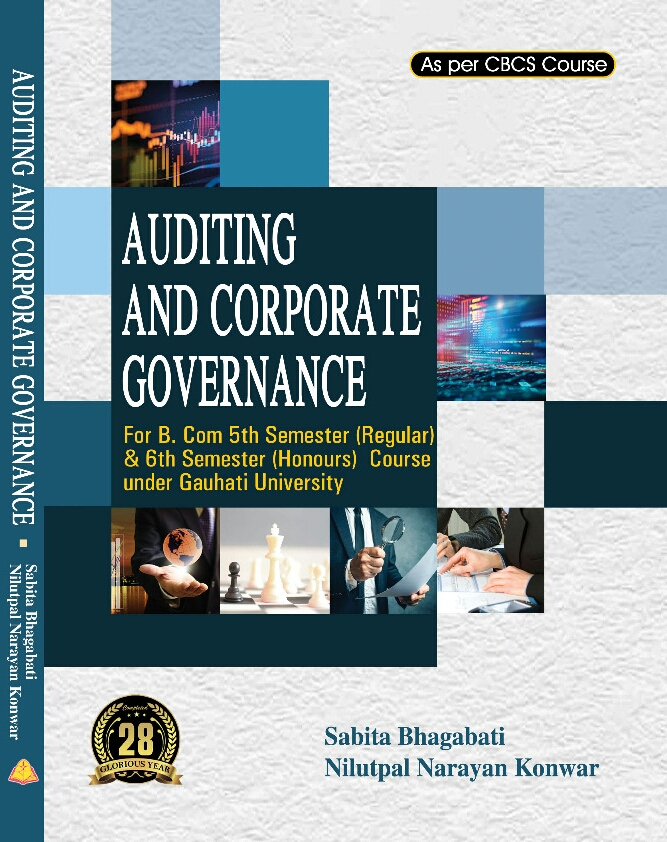 AUDITING AND CORPORATE GOVERNANCE
Sabita Bhagabati
Nilutpal Narayan Konwar
As per CBCS Course
AUDITING
AND CORPORATE
GOVERNANCE
For B. Com 5th Semester (Regular)
& 6th Semester (Honours) Course
under Gauhati University
Completed
28
GLORIOUS YEAR
Sabita Bhagabati
Nilutpal Narayan Konwar